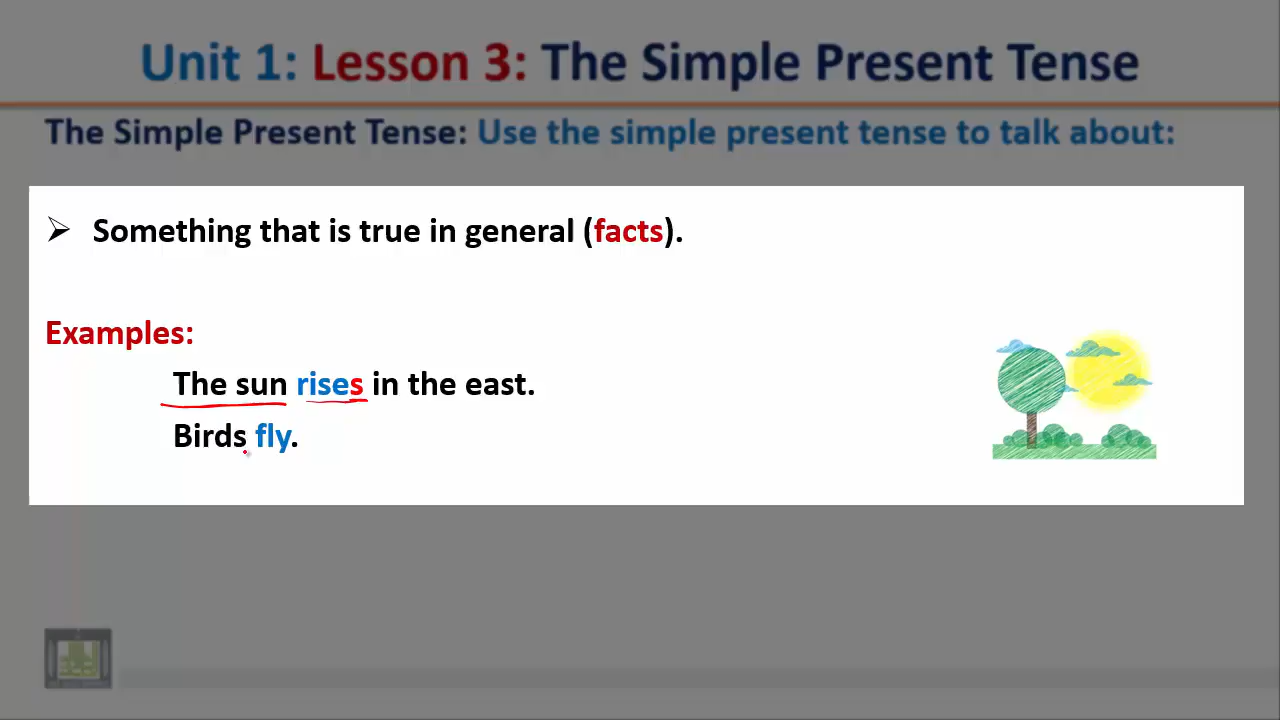 Unit 1: Lesson 3: The Simple Present Tense
The Simple Present Tense: Use the simple present tense to talk about:
➢ Something that is true in general (facts).
Examples:
The sun rises in the east.
Birds fly.